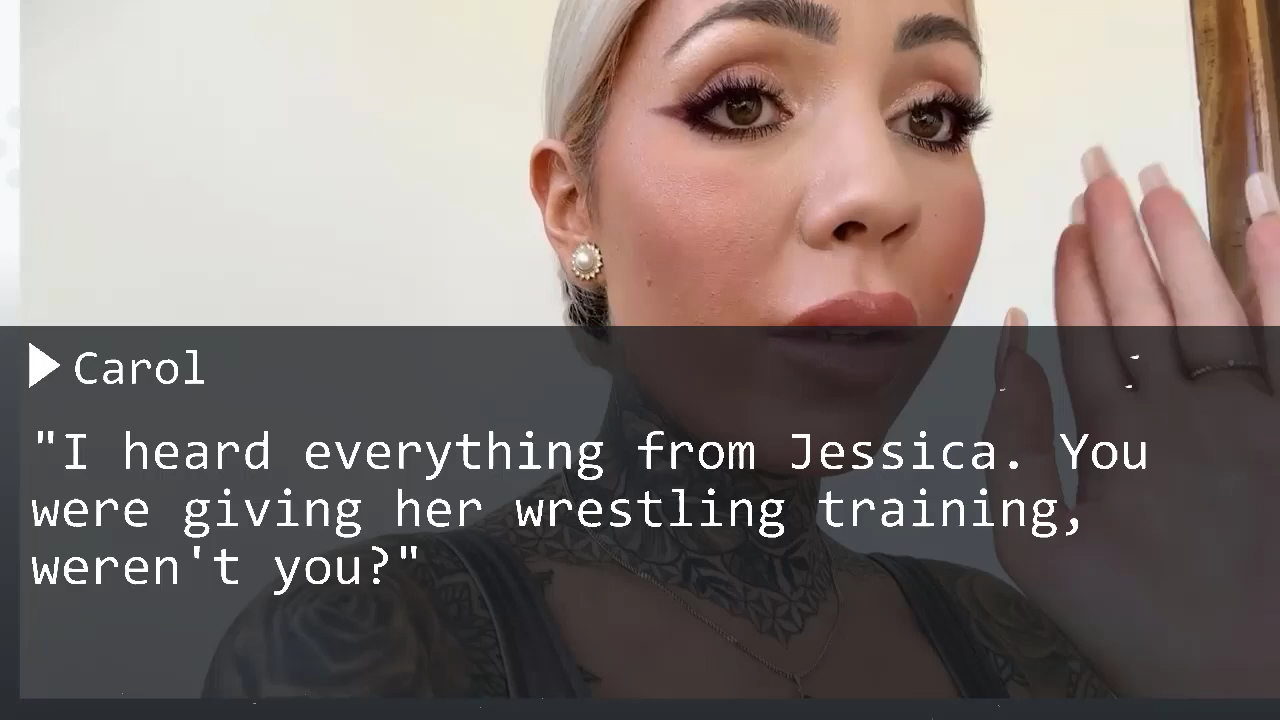 Carol
"I heard everything from Jessica. You
were giving her wrestling training,
weren't you?"